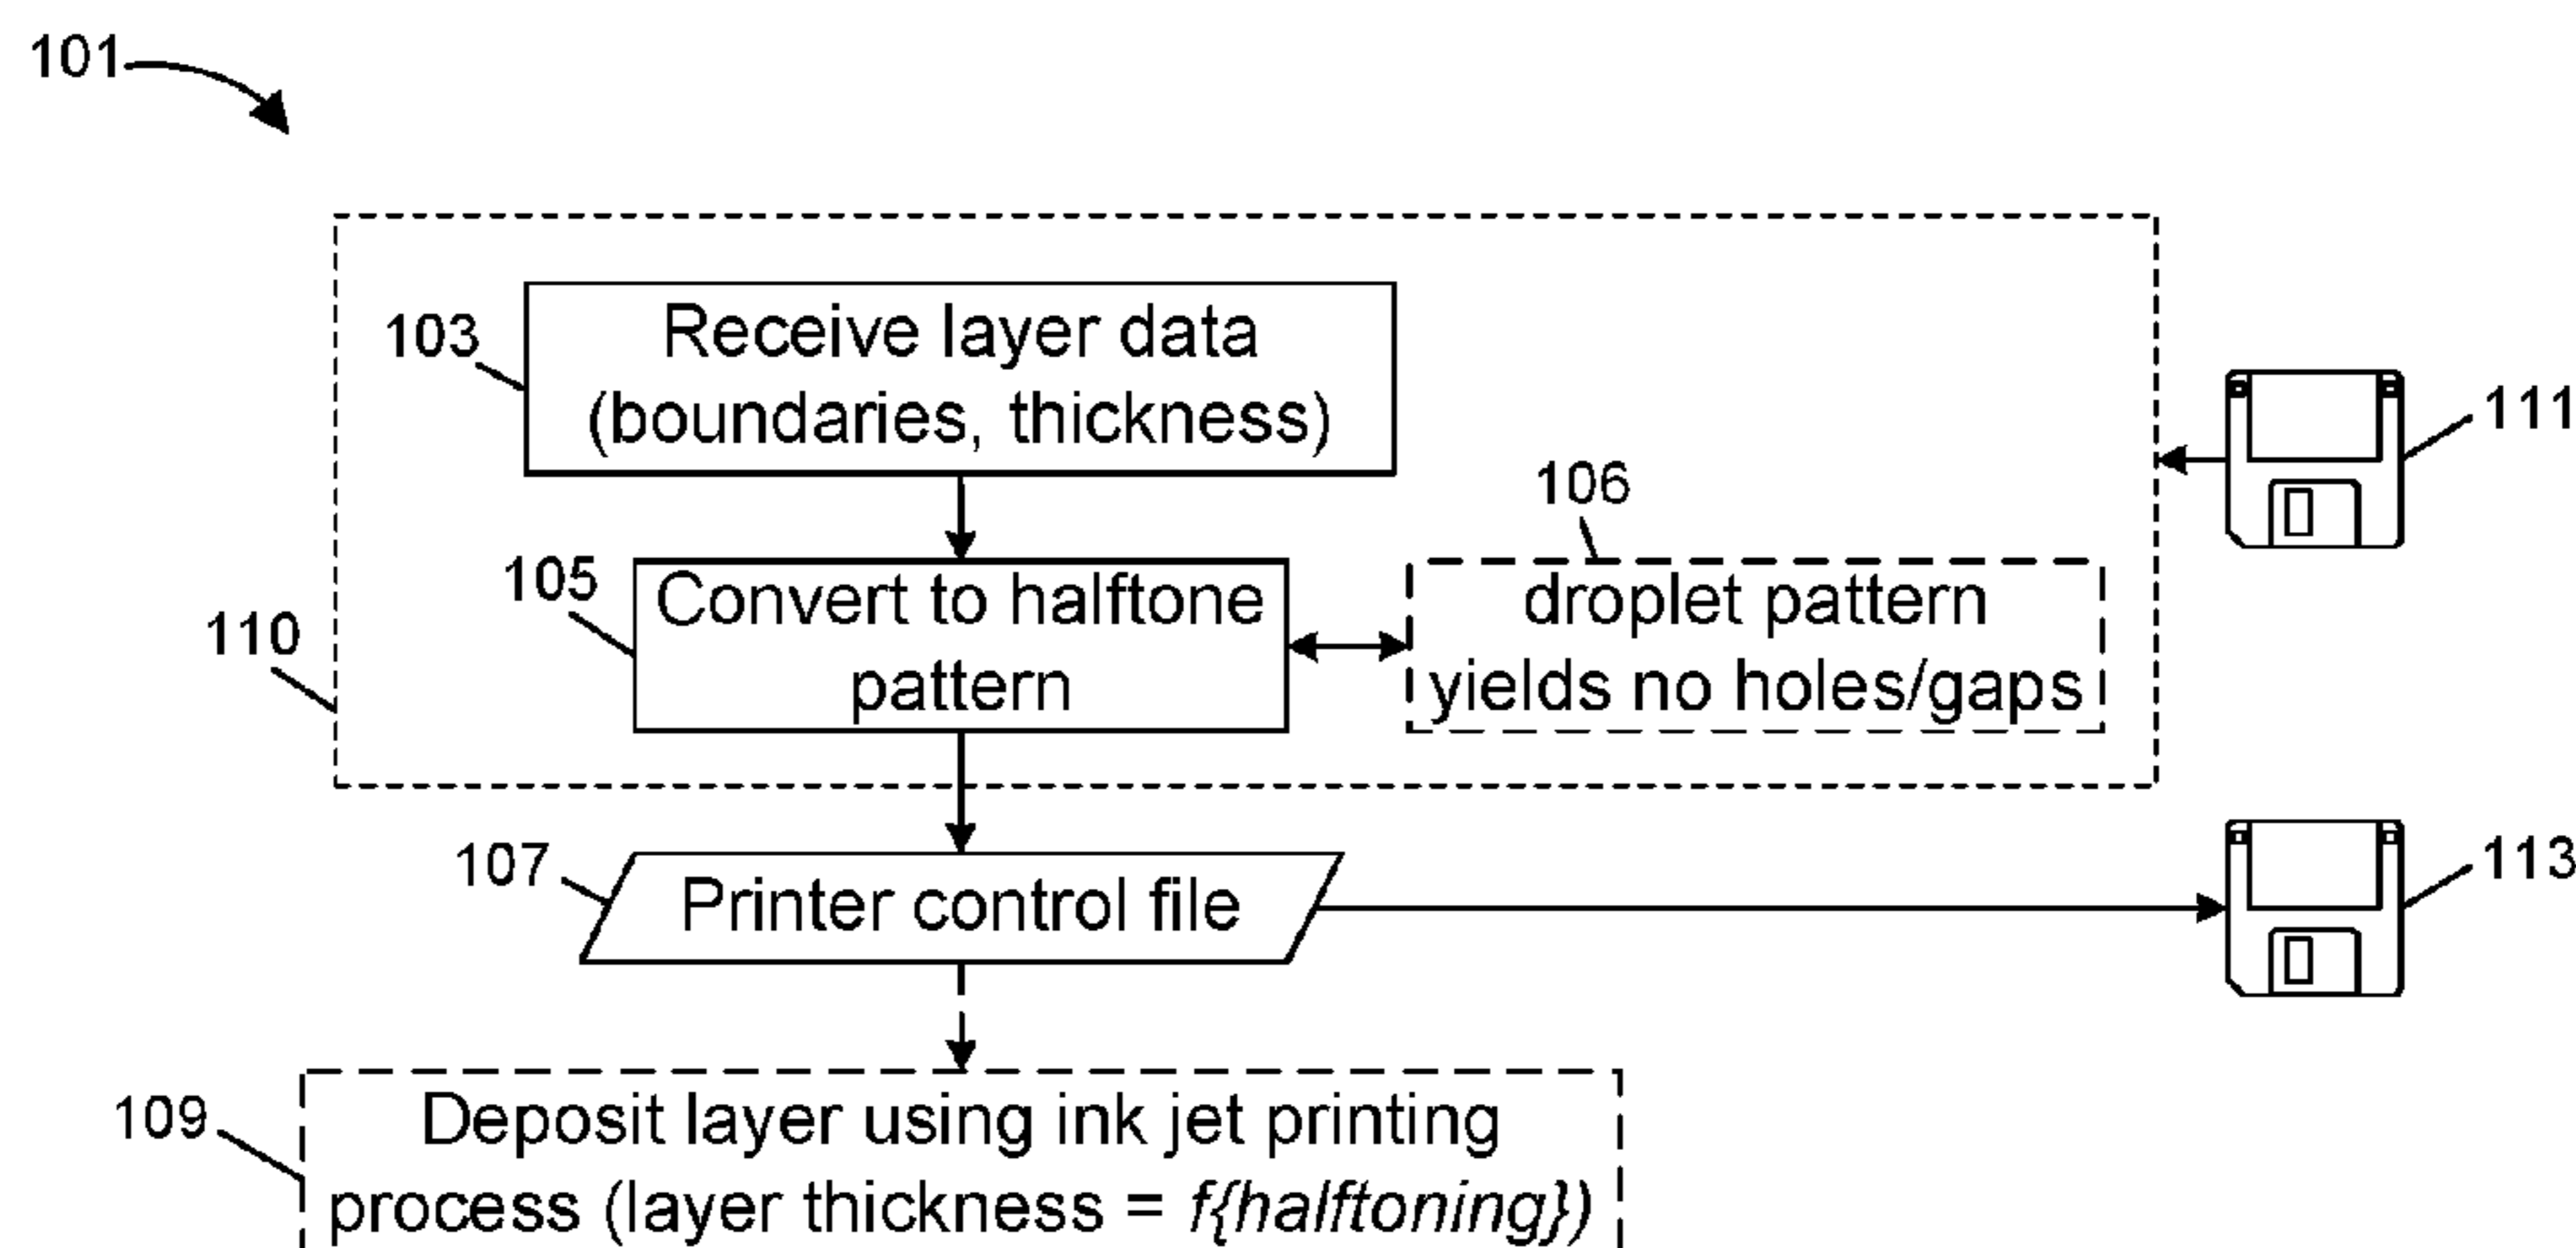 101
103
Receive layer data
(boundaries, thickness)
111
106
105
Convert to halftone
pattern
droplet pattern
yields no holes/gaps
110
107
Printer control file
113
109
Deposit layer using ink jet printing
process (layer thickness = f{halftoning})